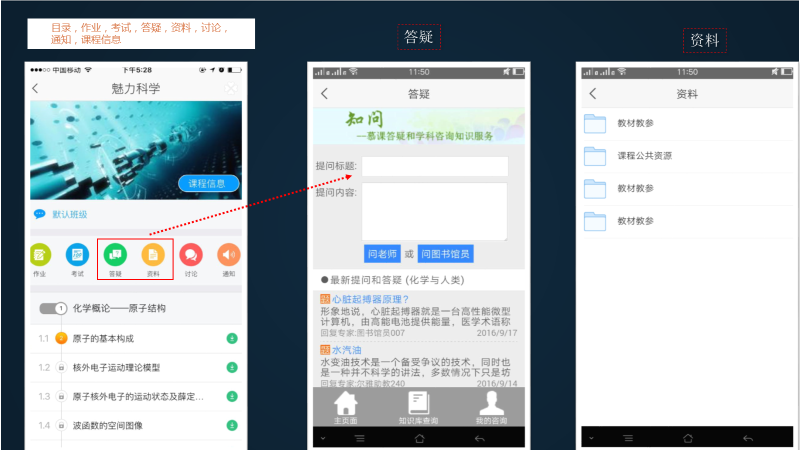 目录，作业，考试，答疑，资料，讨论，
通知，课程信息
答疑
资料
中国移动
下午5:28
魅力科学
课程信息
默认班级
作业
考试
答疑
资料
讨论
通知
1
化学概论——原子结构
1.1 原子的基本构成
1.2 核外电子运动理论模型
1.3 原子核外电子的运动状态及薛定...
1.4 波函数的空间图像
11:50
答疑
知问
—慕课答疑和学科咨询知识服务
提问标题:
提问内容:
问老师 或 问图书馆员
●最新提问和答疑 (化学与人类)
心脏起搏器原理?
形象地说，心脏起搏器就是一台高性能微型
计算机，由高能电池提供能量，医学术语称
回复专家:图书馆员007 2016/9/17
水汽油
水变油技术是一个备受争议的技术，同时也
是一种并不科学的讲法，多数情况下只是坊
回复专家:尔雅助教240 2016/9/14
主页面
知识库查询
我的咨询
11:50
资料
教材教参
课程公共资源
教材教参
教材教参